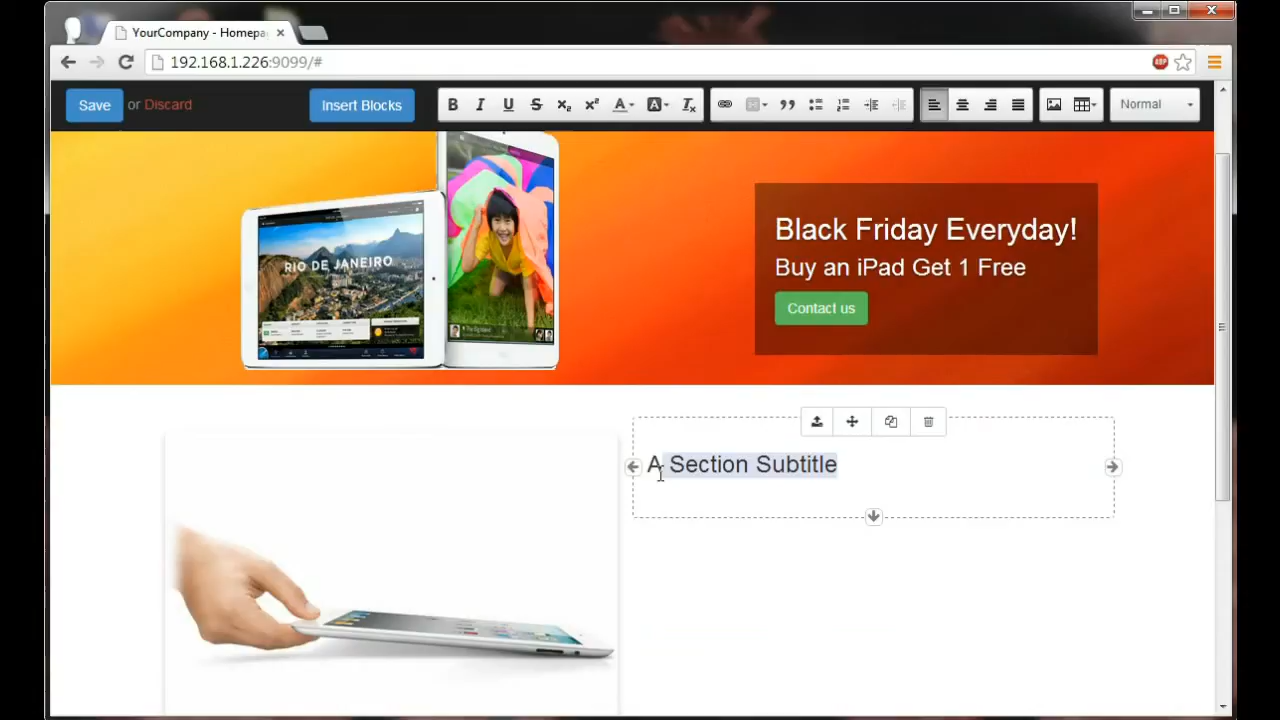 YourCompany - Homepa
192.168.1.226:9099/#
Save or Discard Insert Blocks Normal
RIO DE JANEIRO
Black Friday Everyday!
Buy an iPad Get 1 Free
Contact us
A Section Subtitle